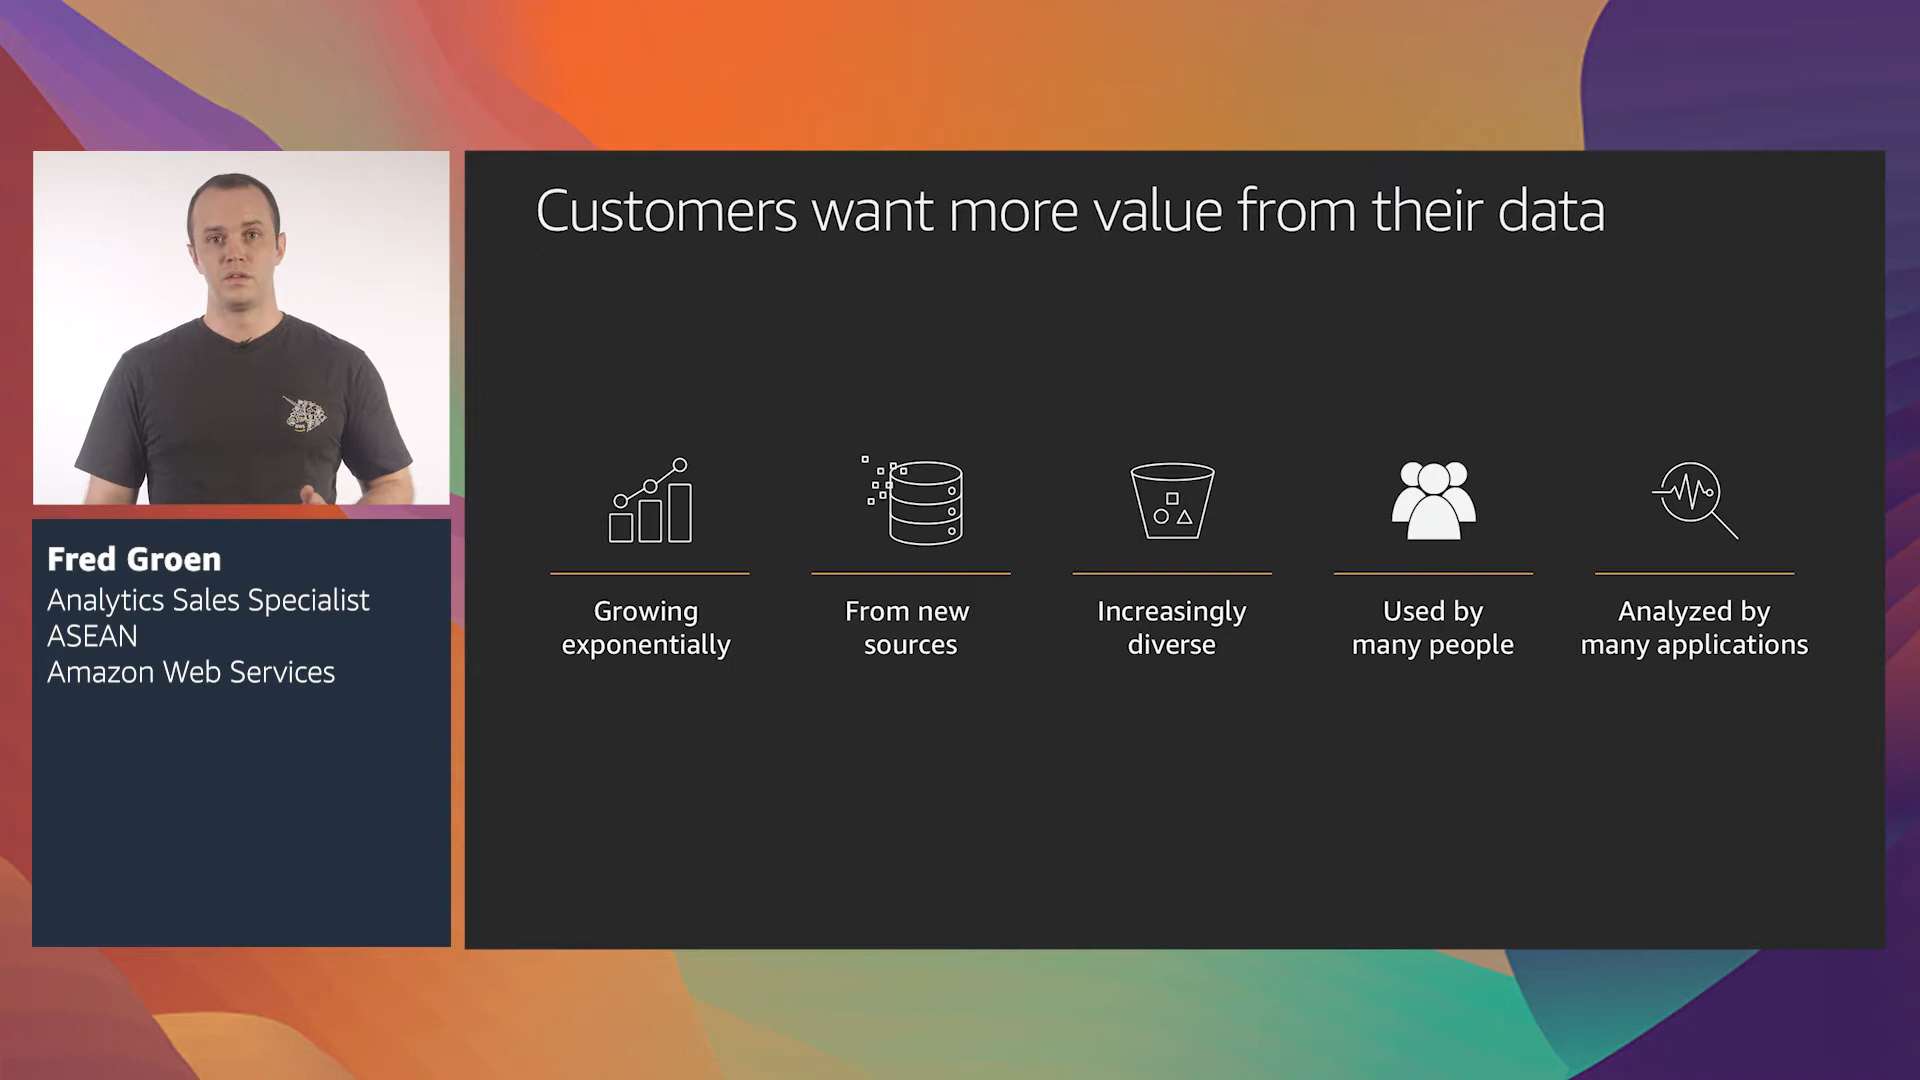 Customers want more value from their data
aws
Fred Groen
Analytics Sales Specialist
ASEAN
Amazon Web Services
Growing
exponentially
From new
sources
Increasingly
diverse
Used by
many people
Analyzed by
many applications